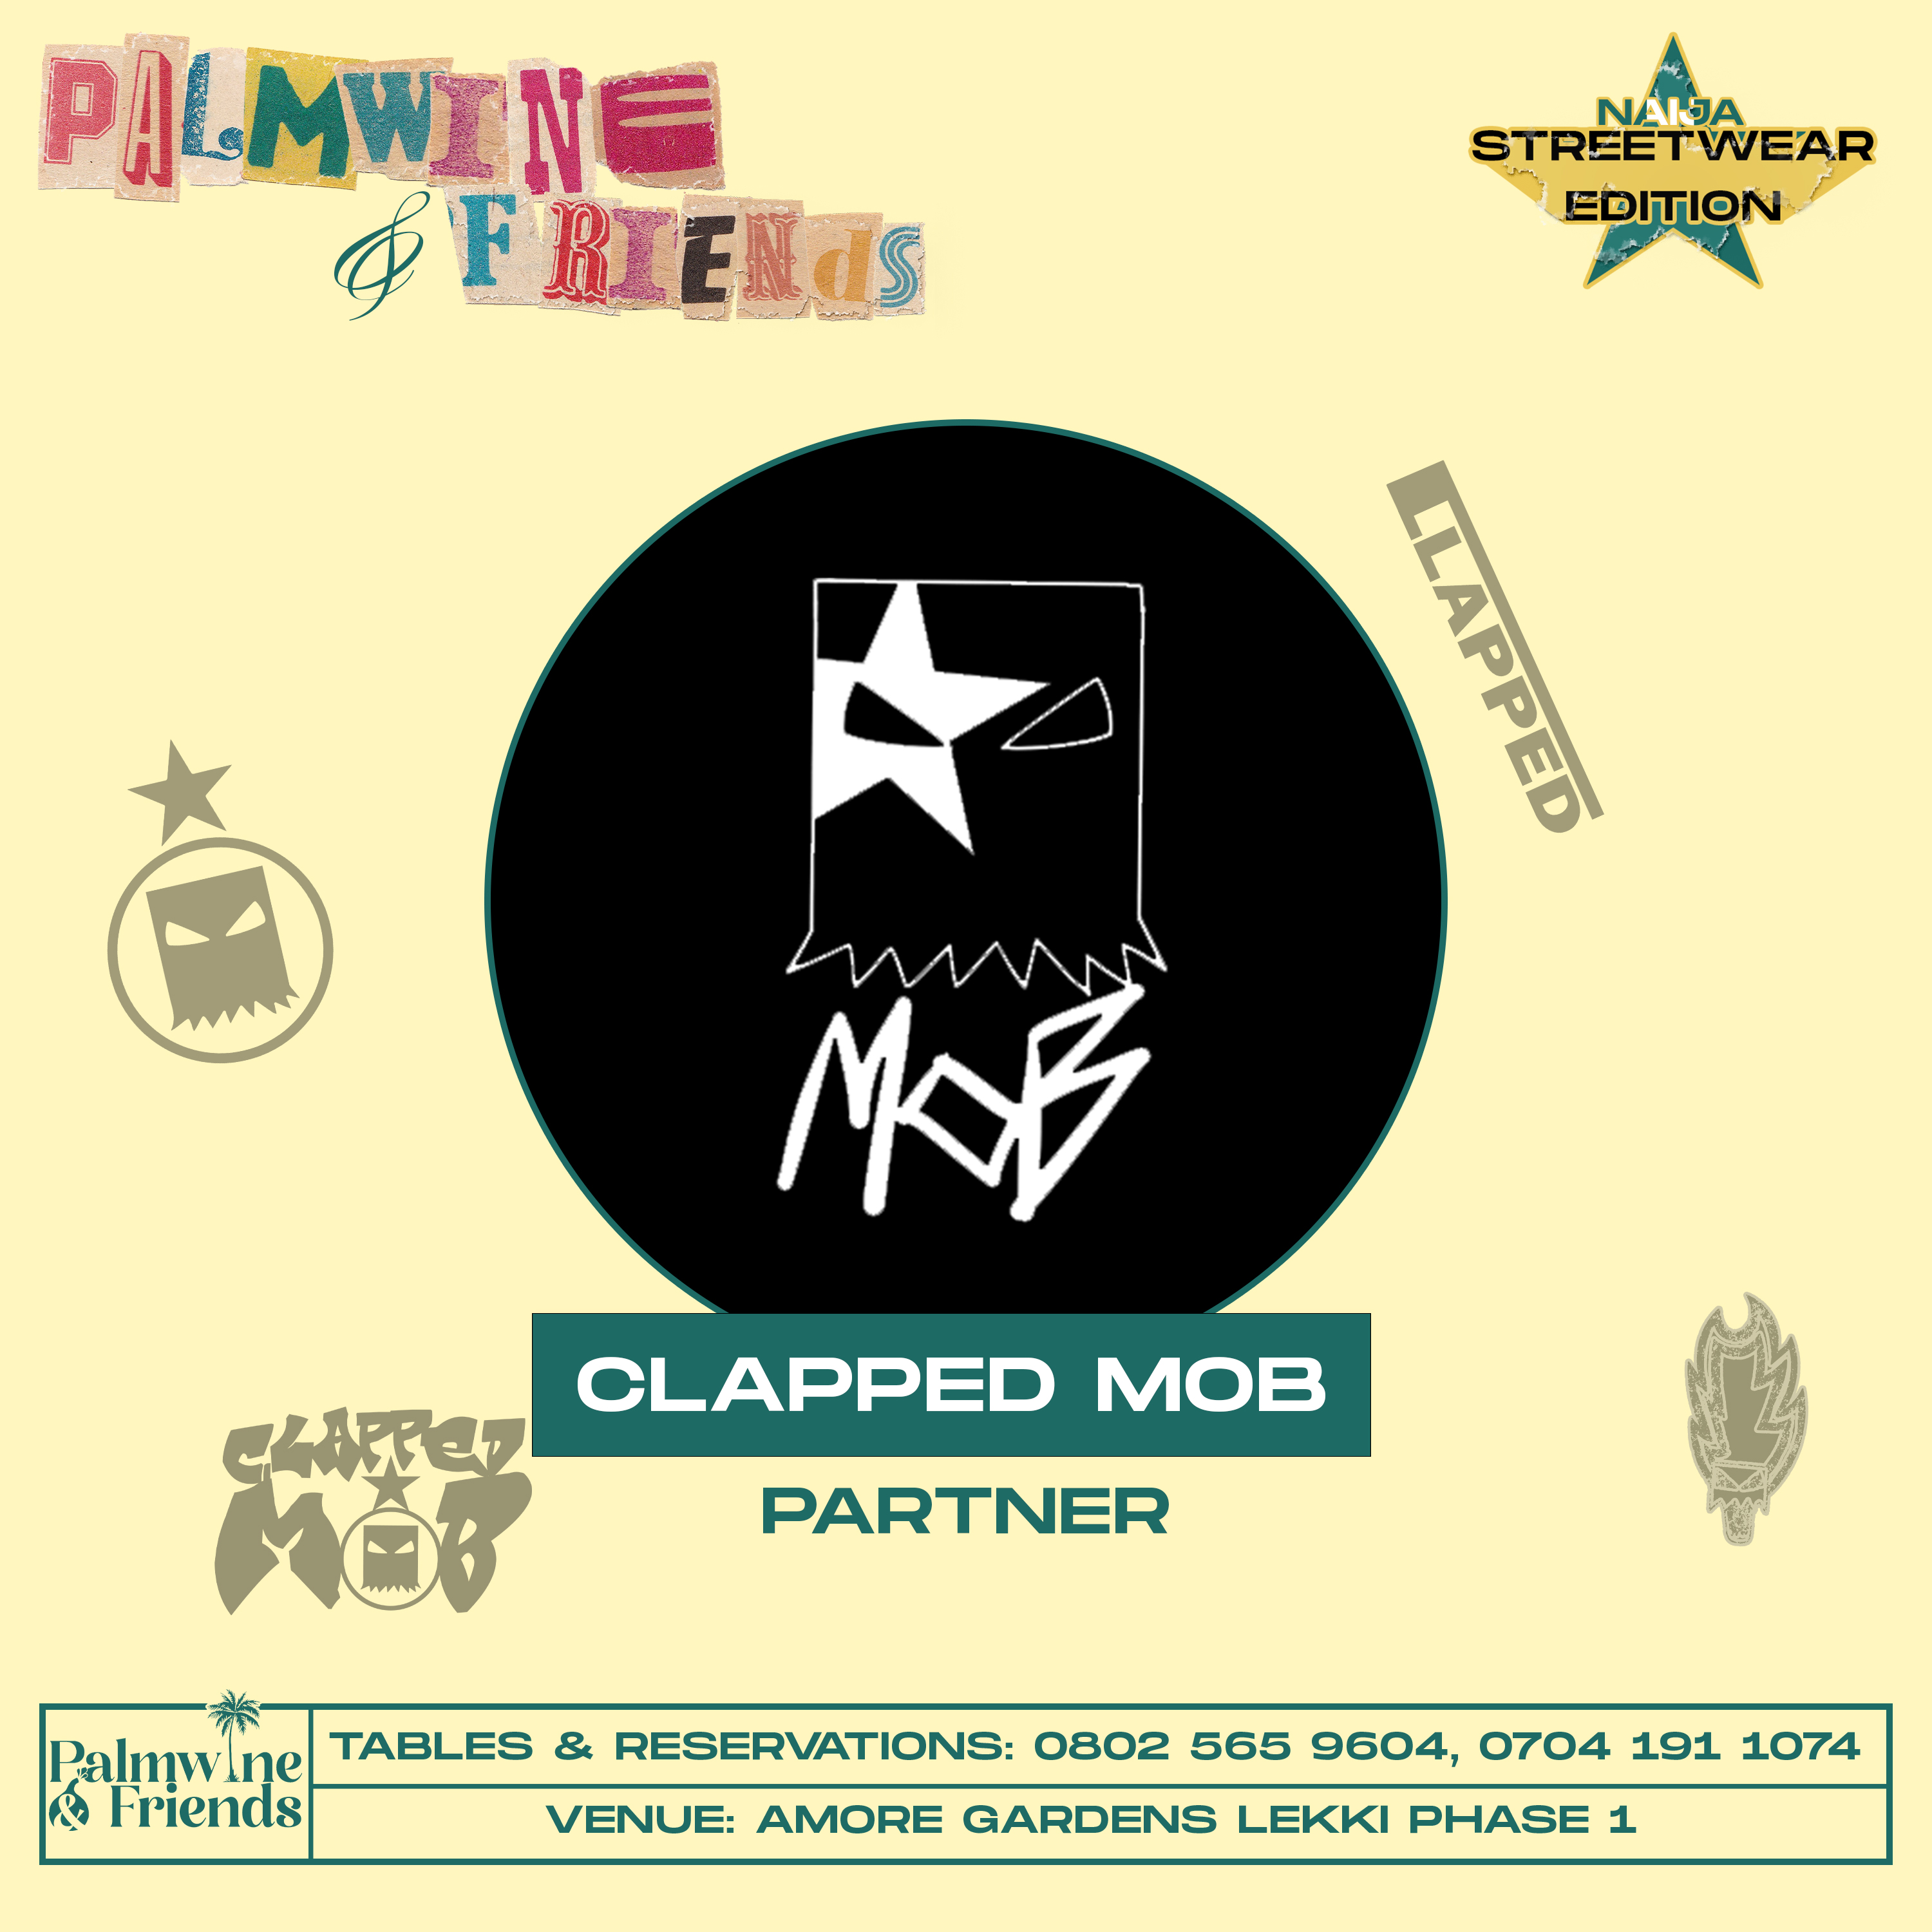 PALMWINE
& FRIENds
NAIJA
STREETWEAR
EDITION
CLAPPED
MOB
CLAPPED MOB
CLAPPED
MOB
PARTNER
Palmwine
& Friends
TABLES & RESERVATIONS: 0802 565 9604, 0704 191 1074
VENUE: AMORE GARDENS LEKKI PHASE 1